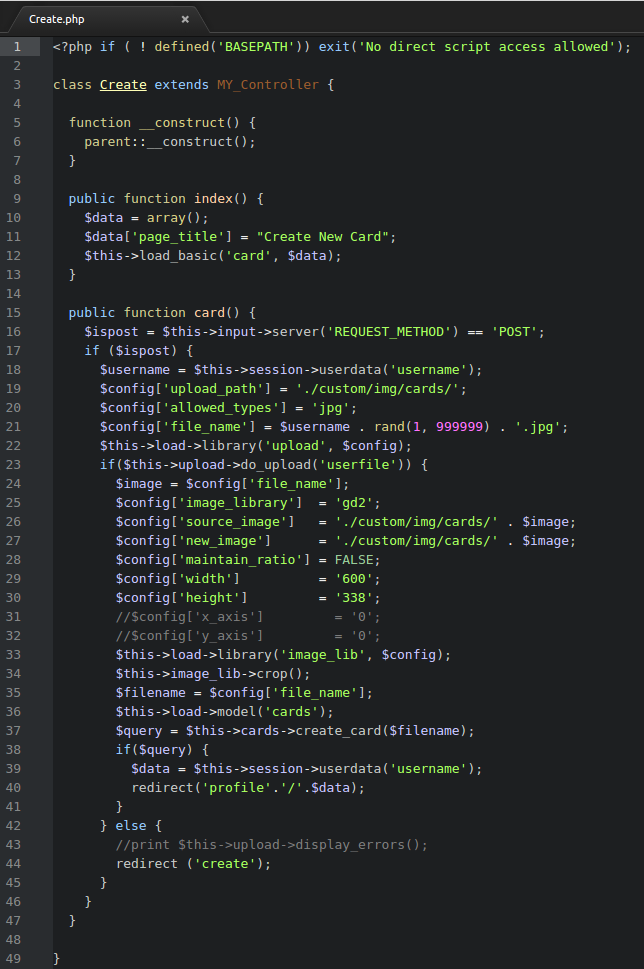 Create.php ×
1 <?php if ( ! defined('BASEPATH')) exit('No direct script access allowed');
2
3 class Create extends MY_Controller {
4
5   function __construct() {
6     parent::__construct();
7   }
8
9   public function index() {
10     $data = array();
11     $data['page_title'] = "Create New Card";
12     $this->load_basic('card', $data);
13   }
14
15   public function card() {
16     $ispost = $this->input->server('REQUEST_METHOD') == 'POST';
17     if ($ispost) {
18       $username = $this->session->userdata('username');
19       $config['upload_path'] = './custom/img/cards/';
20       $config['allowed_types'] = 'jpg';
21       $config['file_name'] = $username . rand(1, 999999) . '.jpg';
22       $this->load->library('upload', $config);
23       if($this->upload->do_upload('userfile')) {
24         $image = $config['file_name'];
25         $config['image_library']  = 'gd2';
26         $config['source_image']   = './custom/img/cards/' . $image;
27         $config['new_image']      = './custom/img/cards/' . $image;
28         $config['maintain_ratio'] = FALSE;
29         $config['width']          = '600';
30         $config['height']         = '338';
31         //$config['x_axis']         = '0';
32         //$config['y_axis']         = '0';
33         $this->load->library('image_lib', $config);
34         $this->image_lib->crop();
35         $filename = $config['file_name'];
36         $this->load->model('cards');
37         $query = $this->cards->create_card($filename);
38         if($query) {
39           $data = $this->session->userdata('username');
40           redirect('profile'.'/'.$data);
41         }
42       } else {
43         //print $this->upload->display_errors();
44         redirect ('create');
45       }
46     }
47   }
48
49 }